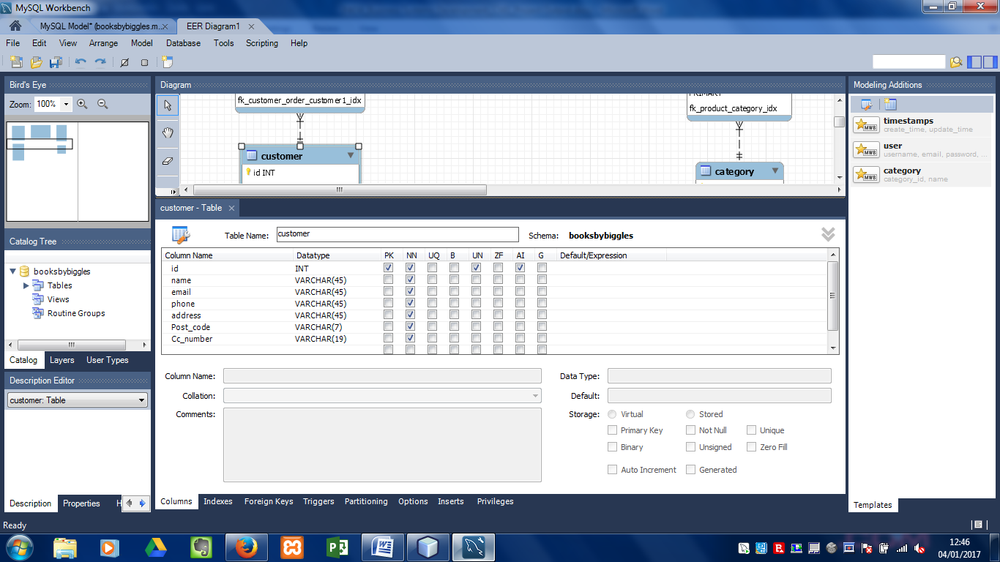 MySQL Workbench
MySQL Model* (booksbybiggles.m...
EER Diagram1
File Edit View Arrange Model Database Tools Scripting Help
Bird's Eye
Zoom: 100%
Diagram
fk_customer_order_customer1_idx
customer
id INT
PRIMARY
fk_product_category_idx
category
Modeling Additions
timestamps
create_time, update_time
user
username, email, password, ...
category
category_id, name
MWB
MWB
MWB
Catalog Tree
booksbybiggles
Tables
Views
Routine Groups
Catalog Layers User Types
Description Editor
customer: Table
Description Properties H
customer - Table
Table Name: customer Schema: booksbybiggles
Column Name Datatype PK NN UQ B UN ZF AI G Default/Expression
id INT
name VARCHAR(45)
email VARCHAR(45)
phone VARCHAR(45)
address VARCHAR(45)
Post_code VARCHAR(7)
Cc_number VARCHAR(19)
Column Name: Data Type:
Collation: Default:
Comments: Storage: Virtual Stored
Primary Key Not Null Unique
Binary Unsigned Zero Fill
Auto Increment Generated
Columns Indexes Foreign Keys Triggers Partitioning Options Inserts Privileges
Templates
Ready
12:46
04/01/2017